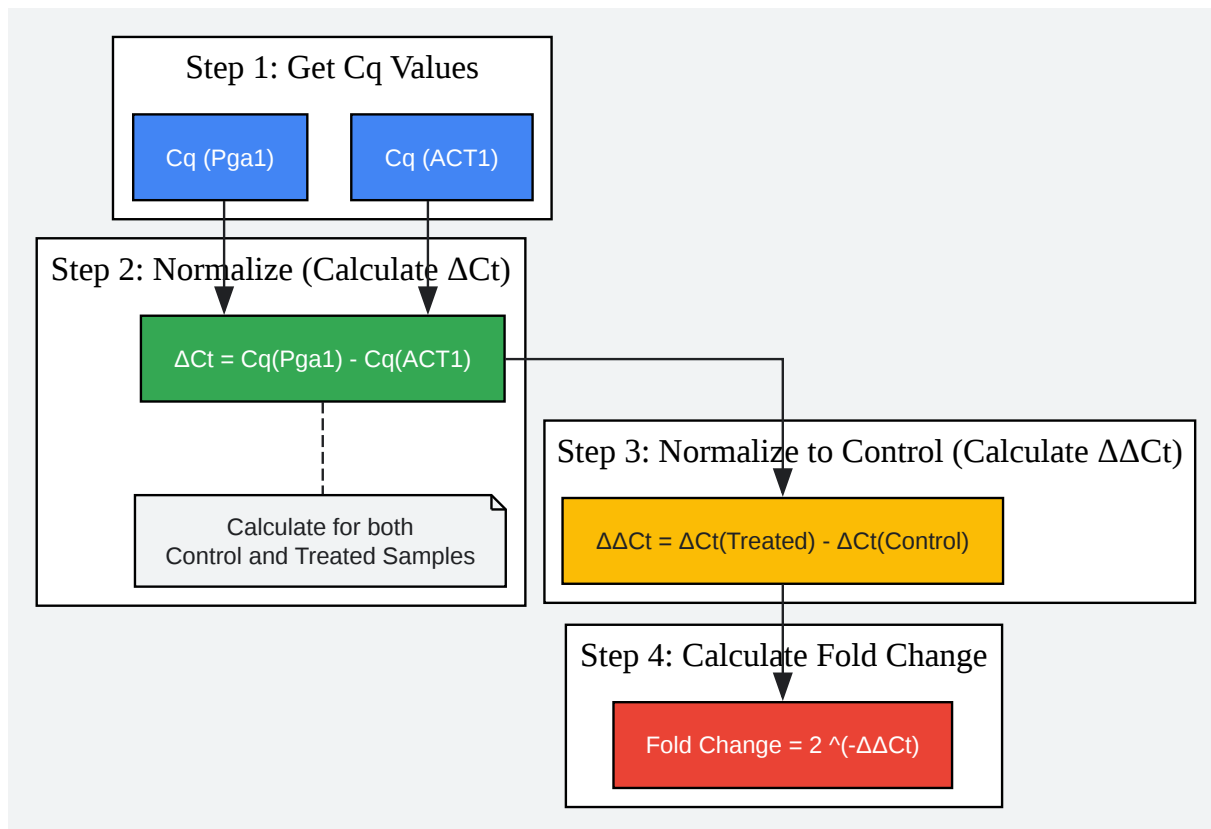 Step 1: Get Cq Values
Cq (Pga1)
Cq (ACT1)
Step 2: Normalize (Calculate ΔCt)
ΔCt = Cq(Pga1) - Cq(ACT1)
Calculate for both
Control and Treated Samples
Step 3: Normalize to Control (Calculate ΔΔCt)
ΔΔCt = ΔCt(Treated) - ΔCt(Control)
Step 4: Calculate Fold Change
Fold Change = 2 ^(-ΔΔCt)